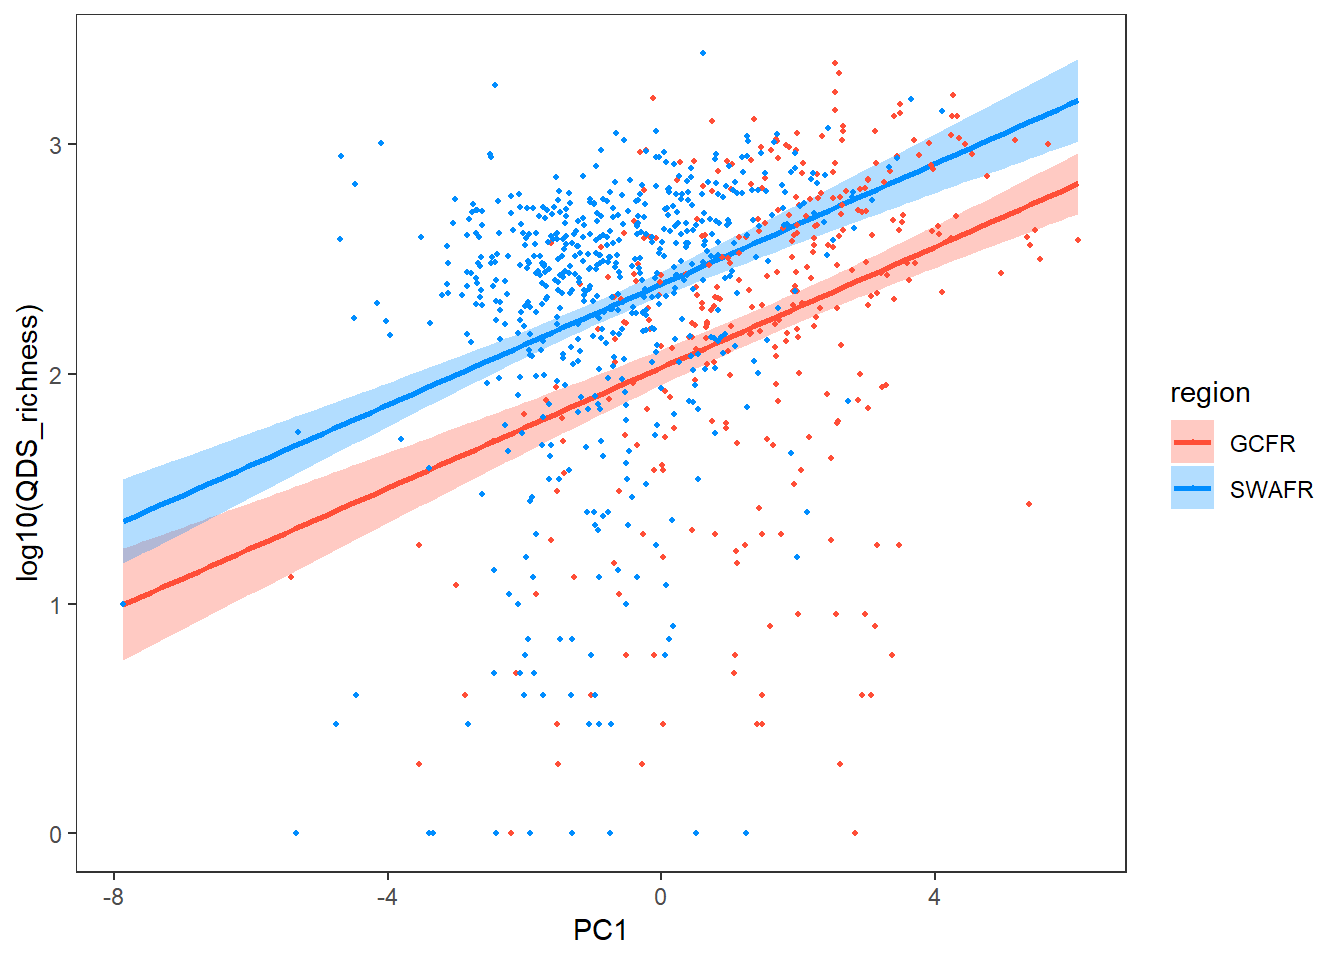 log10(QDS_richness)
3
2
1
0
-8
-4
0
4
PC1
region
GCFR
SWAFR